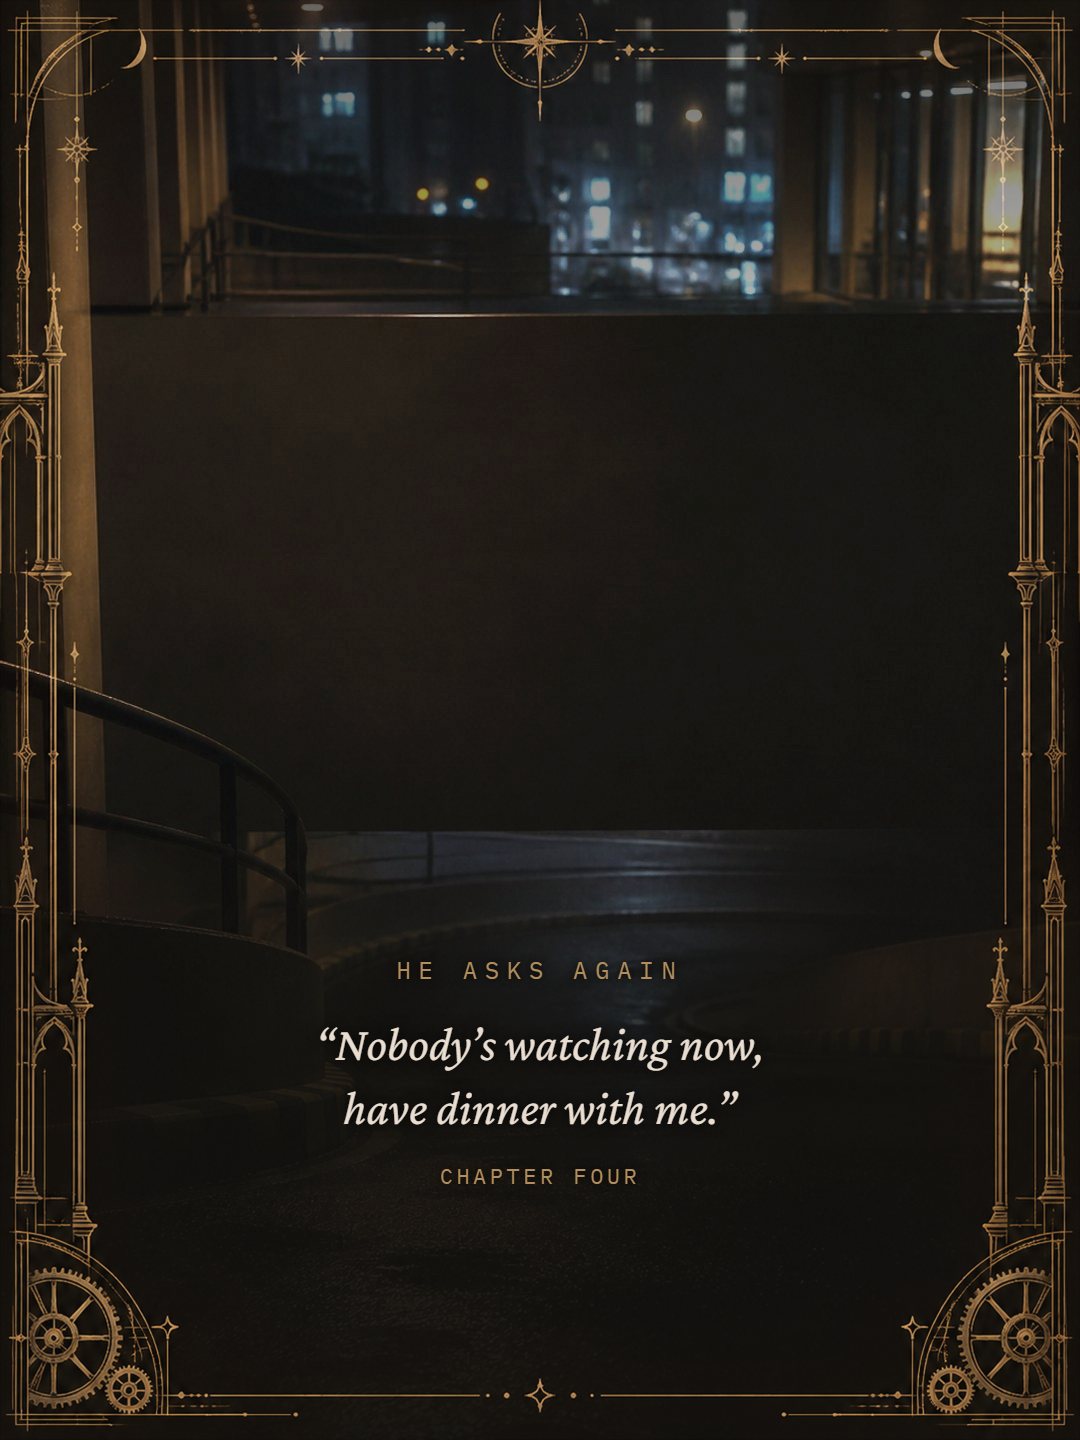 HE ASKS AGAIN
“Nobody’s watching now,
have dinner with me.”
CHAPTER FOUR